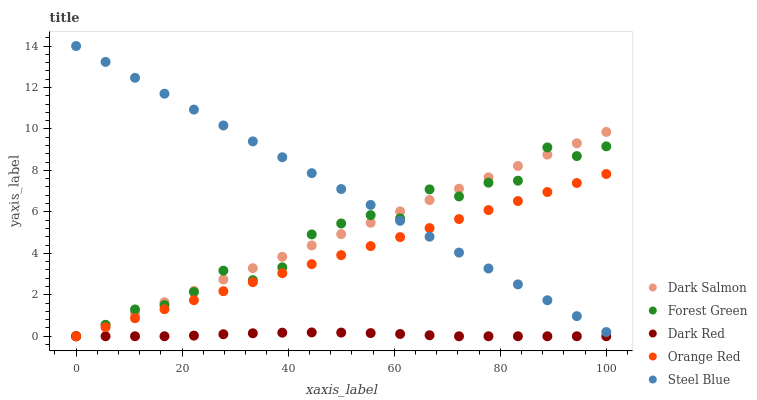 title
14
12
10
8
6
4
2
0
yaxis_label
0 20 40 60 80 100
xaxis_label
Dark Salmon
Forest Green
Dark Red
Orange Red
Steel Blue